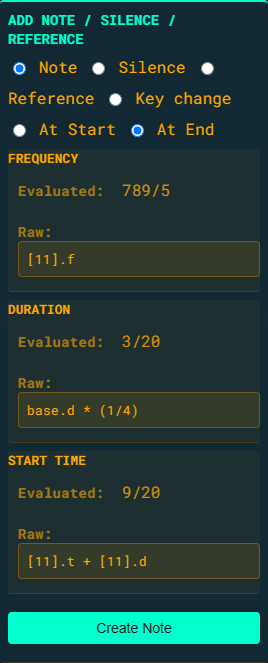 ADD NOTE / SILENCE /
REFERENCE
Note Silence
Reference Key change
At Start At End
FREQUENCY
Evaluated: 789/5
Raw:
[11].f
DURATION
Evaluated: 3/20
Raw:
base.d * (1/4)
START TIME
Evaluated: 9/20
Raw:
[11].t + [11].d
Create Note